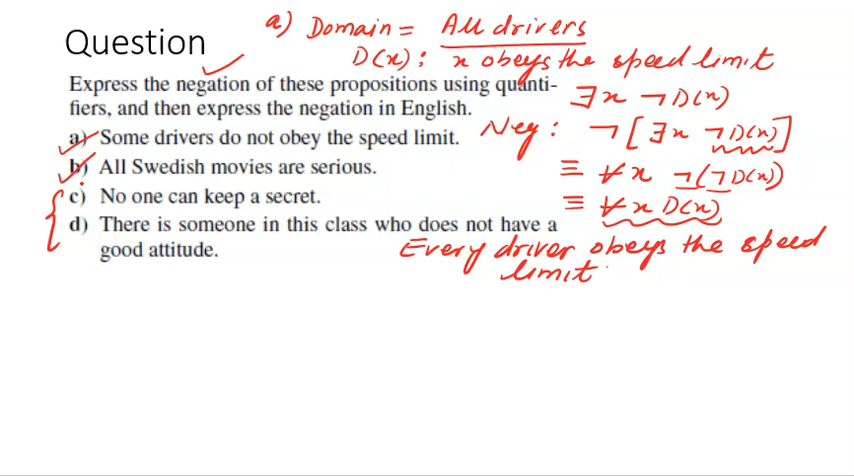 a) Domain = All drivers
Question
D(x) : x obeys the speed limit
Express the negation of these propositions using quanti-
fiers, and then express the negation in English.
∃x ¬D(x)
a) Some drivers do not obey the speed limit.
Neg : ¬[∃x ¬D(x)]
b) All Swedish movies are serious.
≡ ∀x ¬(¬D(x))
c) No one can keep a secret.
≡ ∀x D(x)
d) There is someone in this class who does not have a
good attitude.
Every driver obeys the speed
limit.